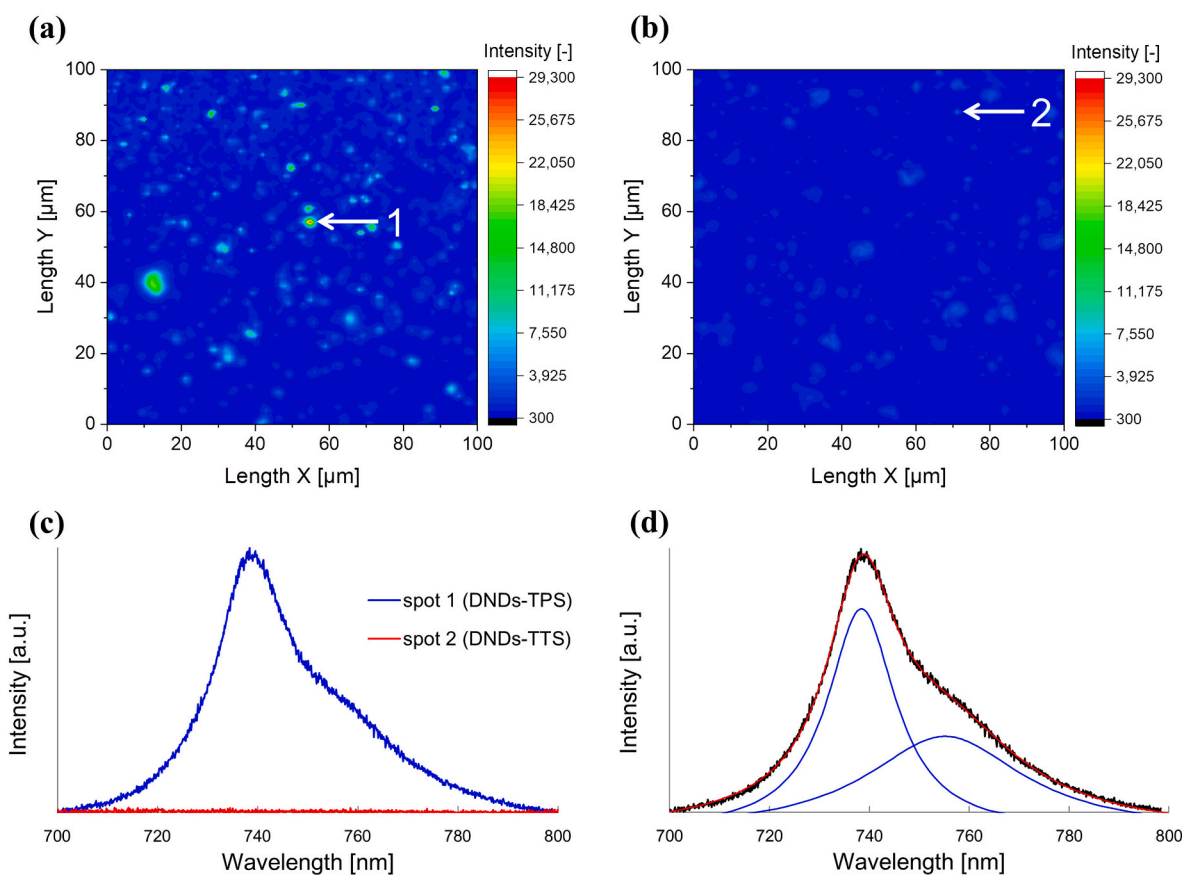 (a)
Intensity [-]
100
80
60
40
20
0
Length Y [µm]
1
0 20 40 60 80 100
Length X [µm]
29,300
25,675
22,050
18,425
14,800
11,175
7,550
3,925
300
(b)
Intensity [-]
100
80
60
40
20
0
Length Y [µm]
2
0 20 40 60 80 100
Length X [µm]
29,300
25,675
22,050
18,425
14,800
11,175
7,550
3,925
300
(c)
Intensity [a.u.]
spot 1 (DNDs-TPS)
spot 2 (DNDs-TTS)
700 720 740 760 780 800
Wavelength [nm]
(d)
Intensity [a.u.]
700 720 740 760 780 800
Wavelength [nm]